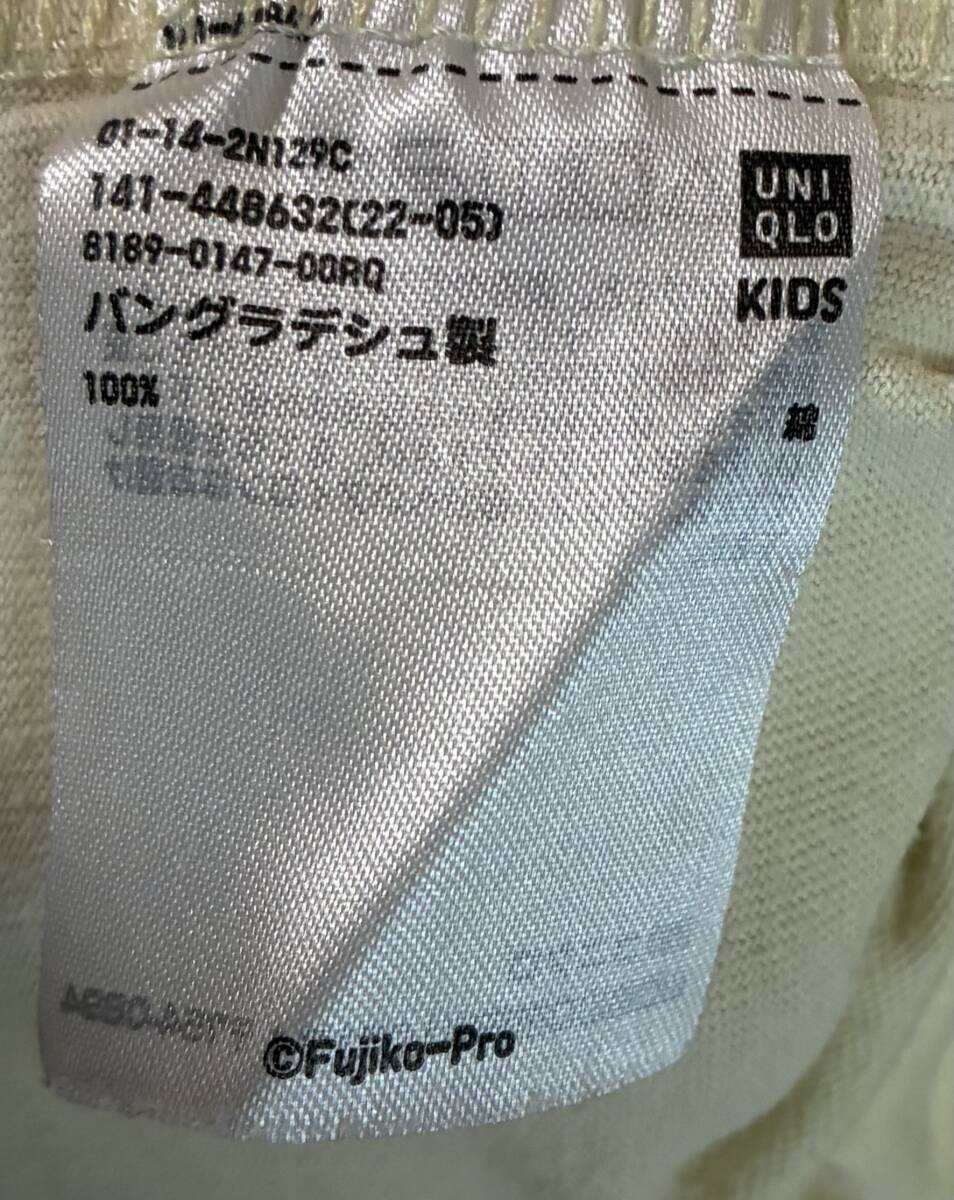 01-14-2N129C
141-448632(22-05)
8189-0147-00RQ
バングラデシュ製
100% 綿
UNI
QLO
KIDS
©Fujiko-Pro